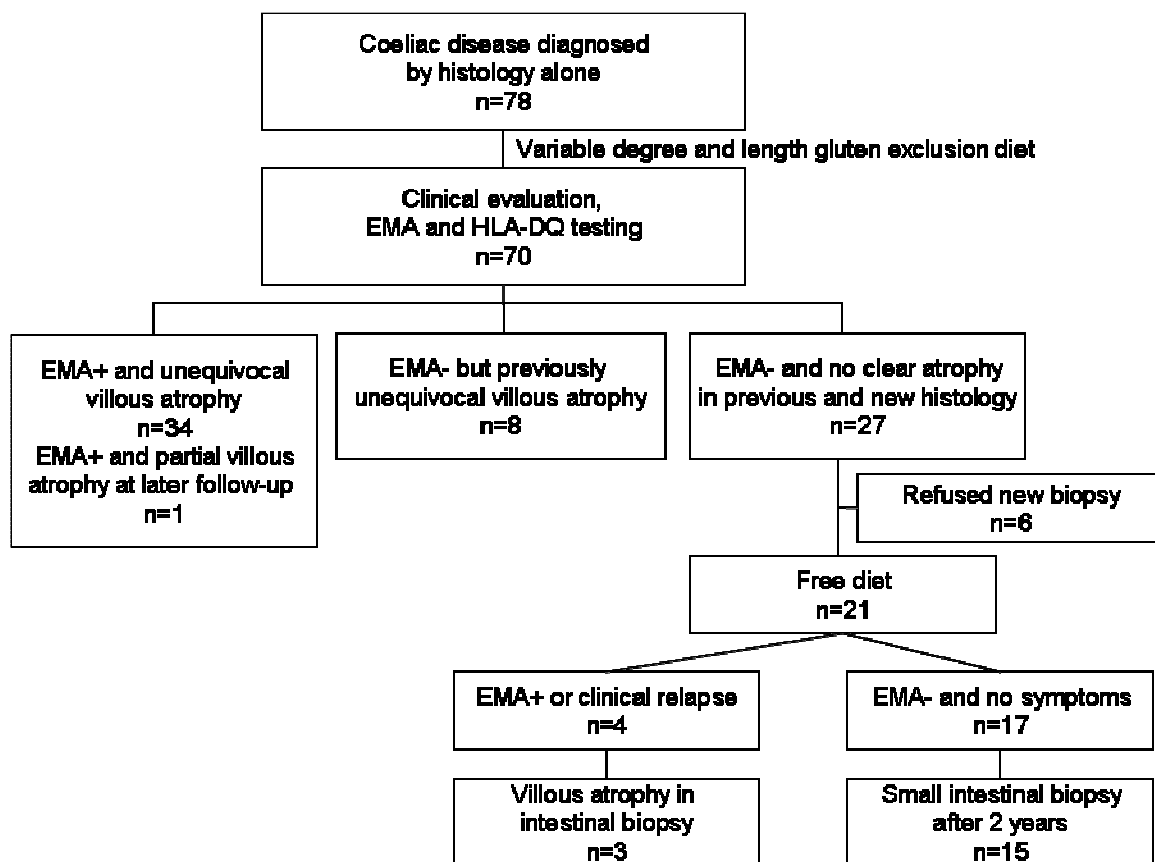 Coeliac disease diagnosed
by histology alone
n=78
Variable degree and length gluten exclusion diet
Clinical evaluation,
EMA and HLA-DQ testing
n=70
EMA+ and unequivocal
villous atrophy
n=34
EMA+ and partial villous
atrophy at later follow-up
n=1
EMA- but previously
unequivocal villous atrophy
n=8
EMA- and no clear atrophy
in previous and new histology
n=27
Refused new biopsy
n=6
Free diet
n=21
EMA+ or clinical relapse
n=4
EMA- and no symptoms
n=17
Villous atrophy in
intestinal biopsy
n=3
Small intestinal biopsy
after 2 years
n=15